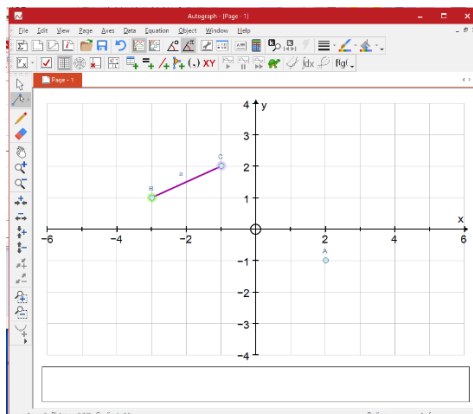 Autograph - [Page - 1]
File Edit View Page Axes Data Equation Object Window Help
XY
Page - 1
4 y
3
C
2
a
B
1
x
-6 -4 -2 0 2 4 6
A
-1
-2
-3
-4